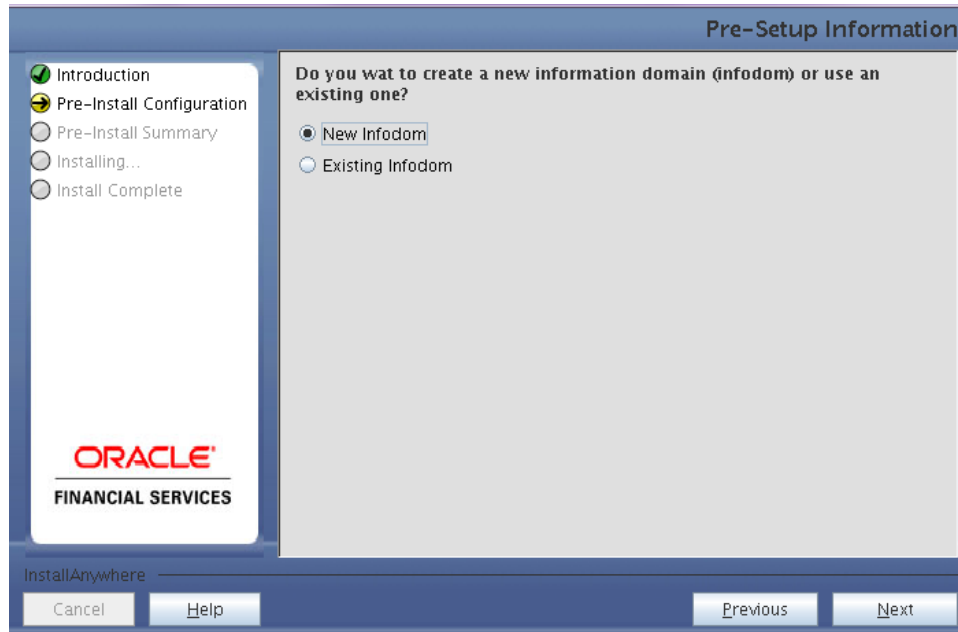 Pre-Setup Information
Introduction
Pre-Install Configuration
Pre-Install Summary
Installing...
Install Complete
Do you wat to create a new information domain (infodom) or use an
existing one?
New Infodom
Existing Infodom
ORACLE'
FINANCIAL SERVICES
InstallAnywhere
Cancel
Help
Previous
Next